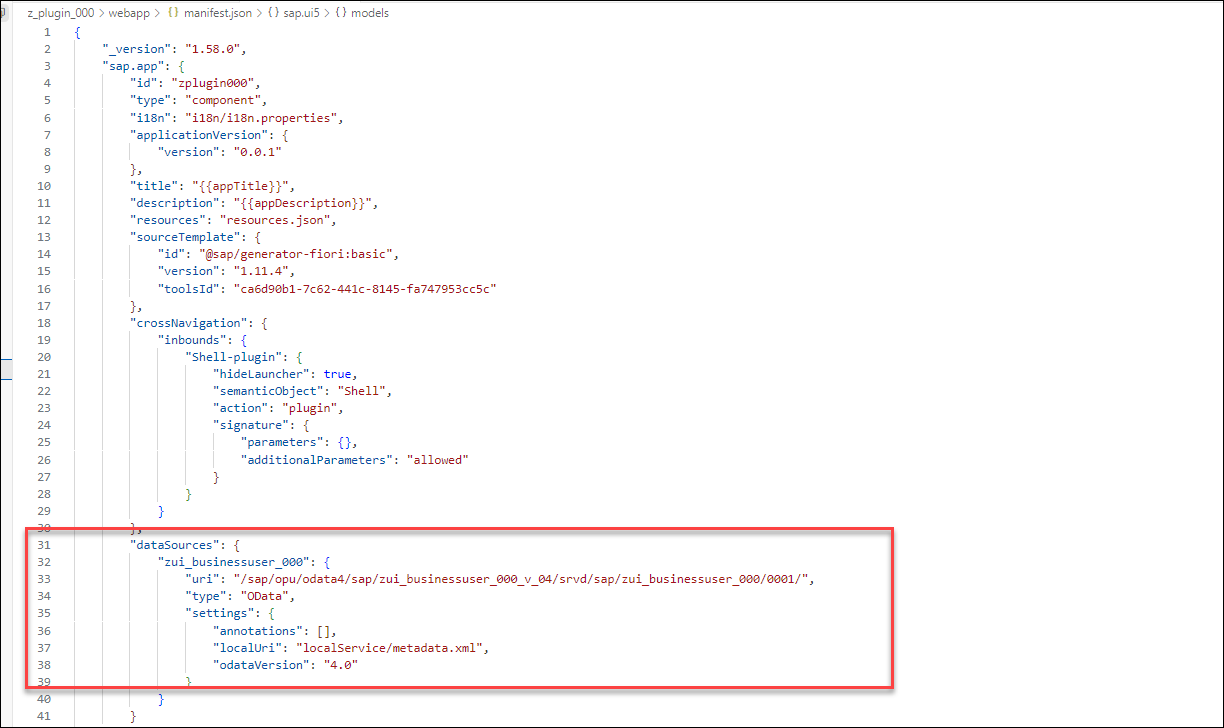 z_plugin_000 > webapp > {} manifest.json > {} sap.ui5 > {} models
1 {
2 "_version": "1.58.0",
3 "sap.app": {
4 "id": "zplugin000",
5 "type": "component",
6 "i18n": "i18n/i18n.properties",
7 "applicationVersion": {
8 "version": "0.0.1"
9 },
10 "title": "{{appTitle}}",
11 "description": "{{appDescription}}",
12 "resources": "resources.json",
13 "sourceTemplate": {
14 "id": "@sap/generator-fiori:basic",
15 "version": "1.11.4",
16 "toolsId": "ca6d90b1-7c62-441c-8145-fa747953cc5c"
17 },
18 "crossNavigation": {
19 "inbounds": {
20 "Shell-plugin": {
21 "hideLauncher": true,
22 "semanticObject": "Shell",
23 "action": "plugin",
24 "signature": {
25 "parameters": {},
26 "additionalParameters": "allowed"
27 }
28 }
29 }
30 },
31 "dataSources": {
32 "zui_businessuser_000": {
33 "uri": "/sap/opu/odata4/sap/zui_businessuser_000_v_04/srvd/sap/zui_businessuser_000/0001/",
34 "type": "OData",
35 "settings": {
36 "annotations": [],
37 "localUri": "localService/metadata.xml",
38 "odataVersion": "4.0"
39 }
40 }
41 }